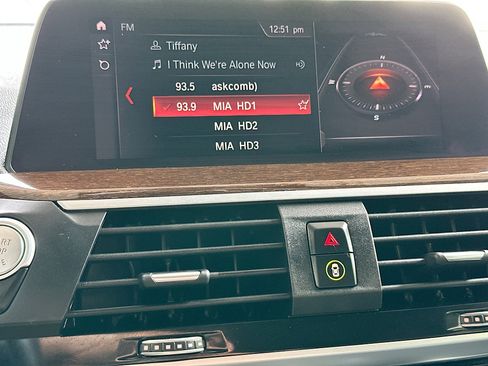 FM
12:51 pm
Tiffany
I Think We're Alone Now
HD
93.5 askcomb)
93.9 MIA HD1
MIA HD2
MIA HD3
N
S